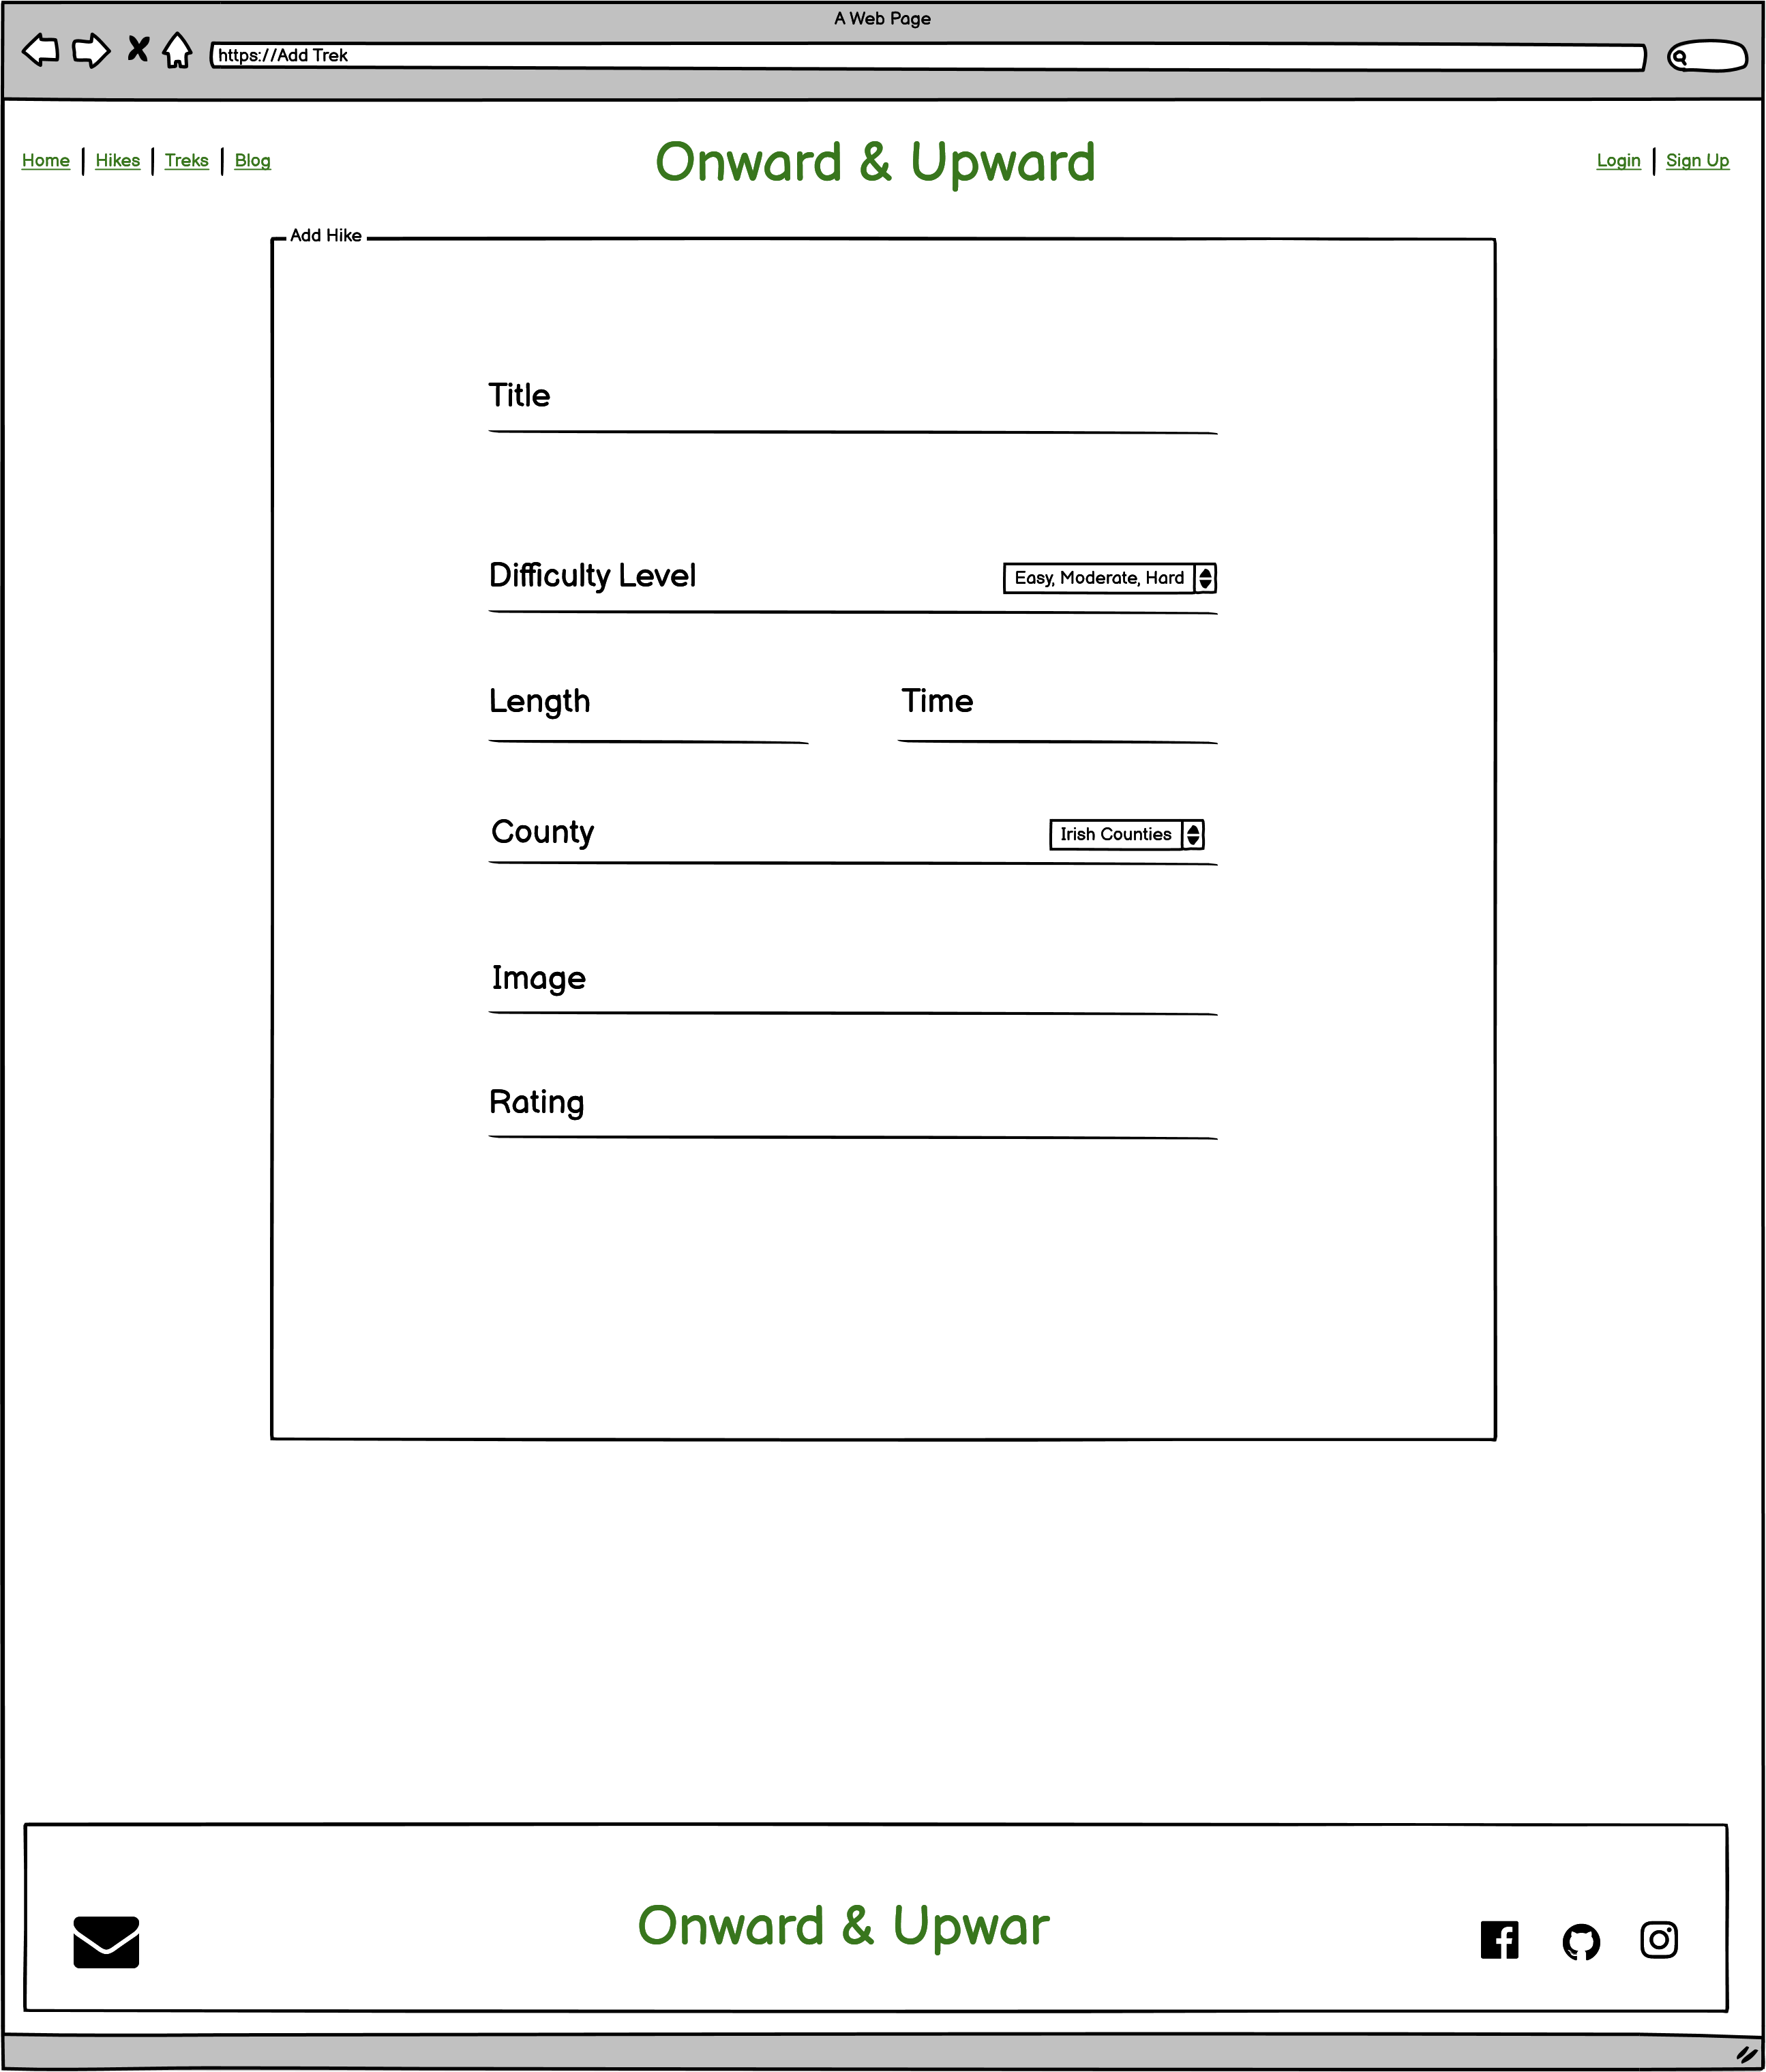 A Web Page
https://Add Trek
Home Hikes Treks Blog
Onward & Upward
Login Sign Up
Add Hike
Title
Difficulty Level
Easy, Moderate, Hard
Length
Time
County
Irish Counties
Image
Rating
Onward & Upwar